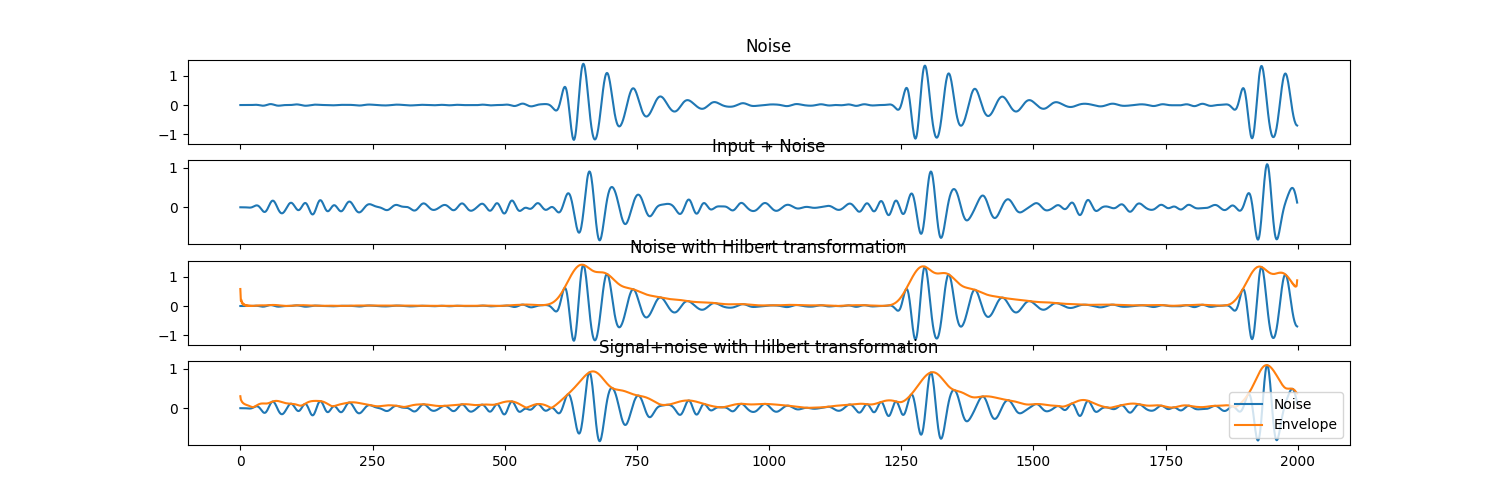 Noise
1
0
−1
Input + Noise
1
0
Noise with Hilbert transformation
1
0
−1
Signal+noise with Hilbert transformation
1
0
Noise
Envelope
0 250 500 750 1000 1250 1500 1750 2000